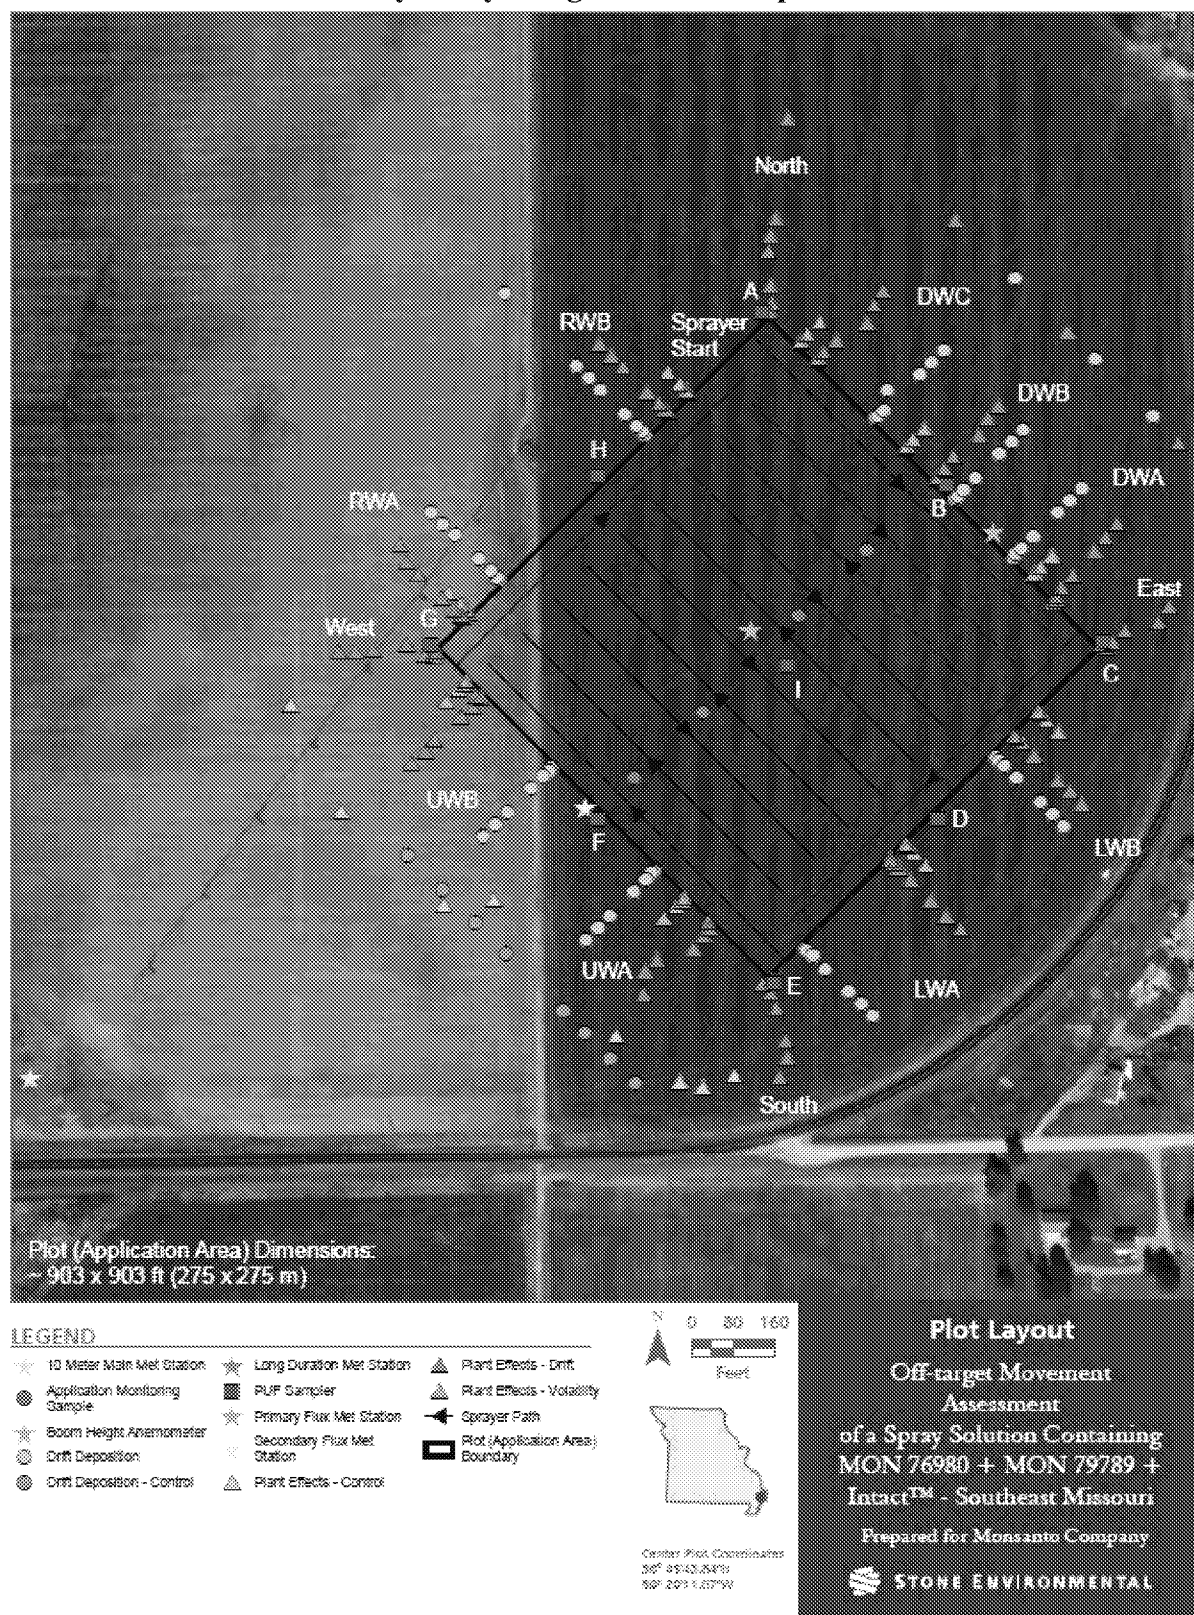 North
A
DWC
RWB
Sprayer
Start
DWB
H
DWA
RWA
B
East
G
West
C
I
UWB
D
F
LWB
UWA
E
LWA
South
Plot (Application Area) Dimensions:
~ 903 x 903 ft (275 x 275 m)
LEGEND
10 Meter Main Met Station
Application Monitoring
Sample
Boom Height Anemometer
Drift Deposition
Drift Deposition - Control
Long Duration Met Station
PUF Sampler
Primary Flux Met Station
Secondary Flux Met
Station
Plant Effects - Control
Plant Effects - Drift
Plant Effects - Volatility
Sprayer Path
Plot (Application Area)
Boundary
N
0 80 160
Feet
Center Plot Coordinates
Plot Layout
Off-target Movement
Assessment
of a Spray Solution Containing
MON 76980 + MON 79789 +
Intact™ - Southeast Missouri
Prepared for Monsanto Company
STONE ENVIRONMENTAL